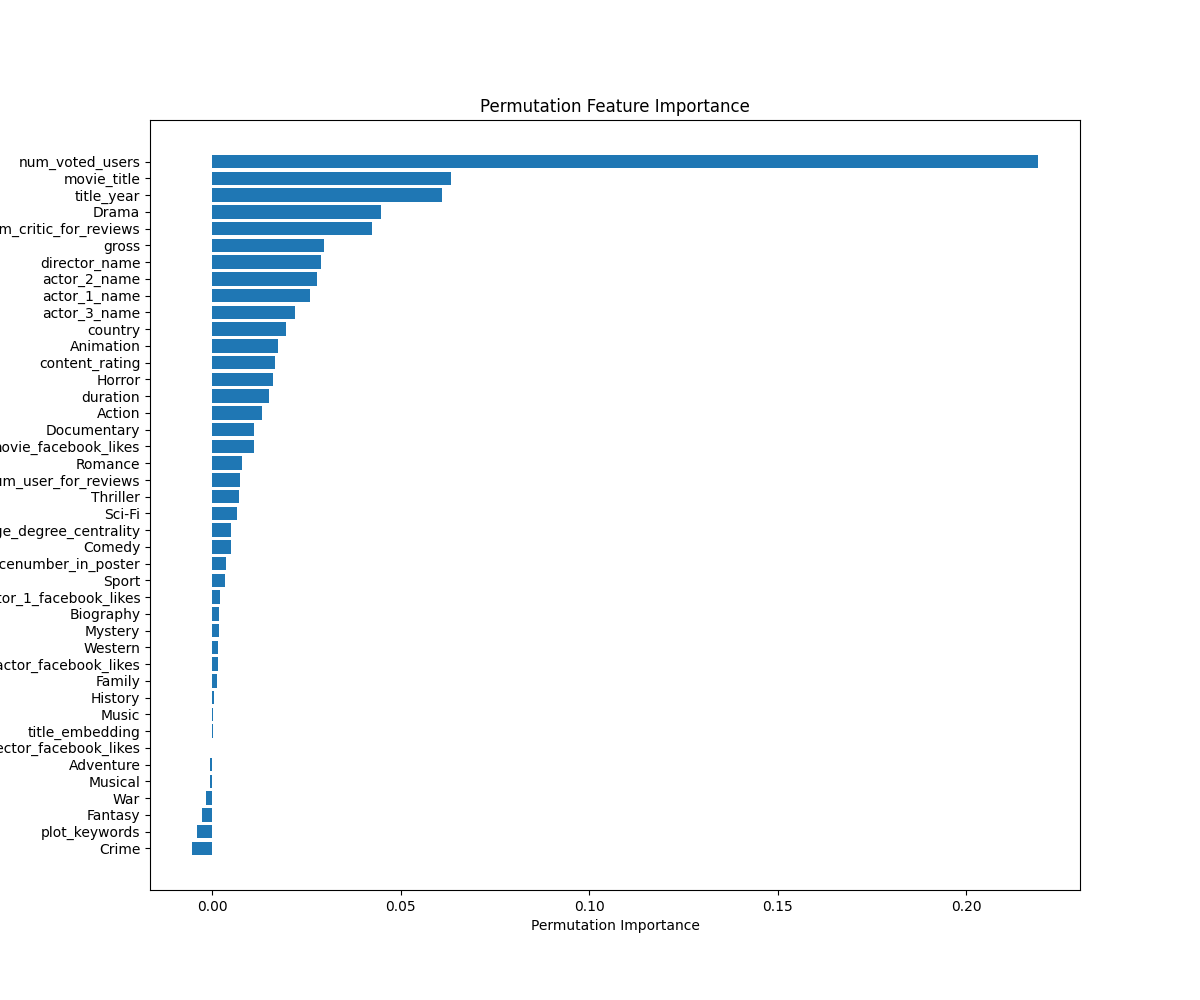 Permutation Feature Importance
num_voted_users
movie_title
title_year
Drama
m_critic_for_reviews
gross
director_name
actor_2_name
actor_1_name
actor_3_name
country
Animation
content_rating
Horror
duration
Action
Documentary
ovie_facebook_likes
Romance
um_user_for_reviews
Thriller
Sci-Fi
ge_degree_centrality
Comedy
cenumber_in_poster
Sport
tor_1_facebook_likes
Biography
Mystery
Western
actor_facebook_likes
Family
History
Music
title_embedding
ector_facebook_likes
Adventure
Musical
War
Fantasy
plot_keywords
Crime
0.00 0.05 0.10 0.15 0.20
Permutation Importance